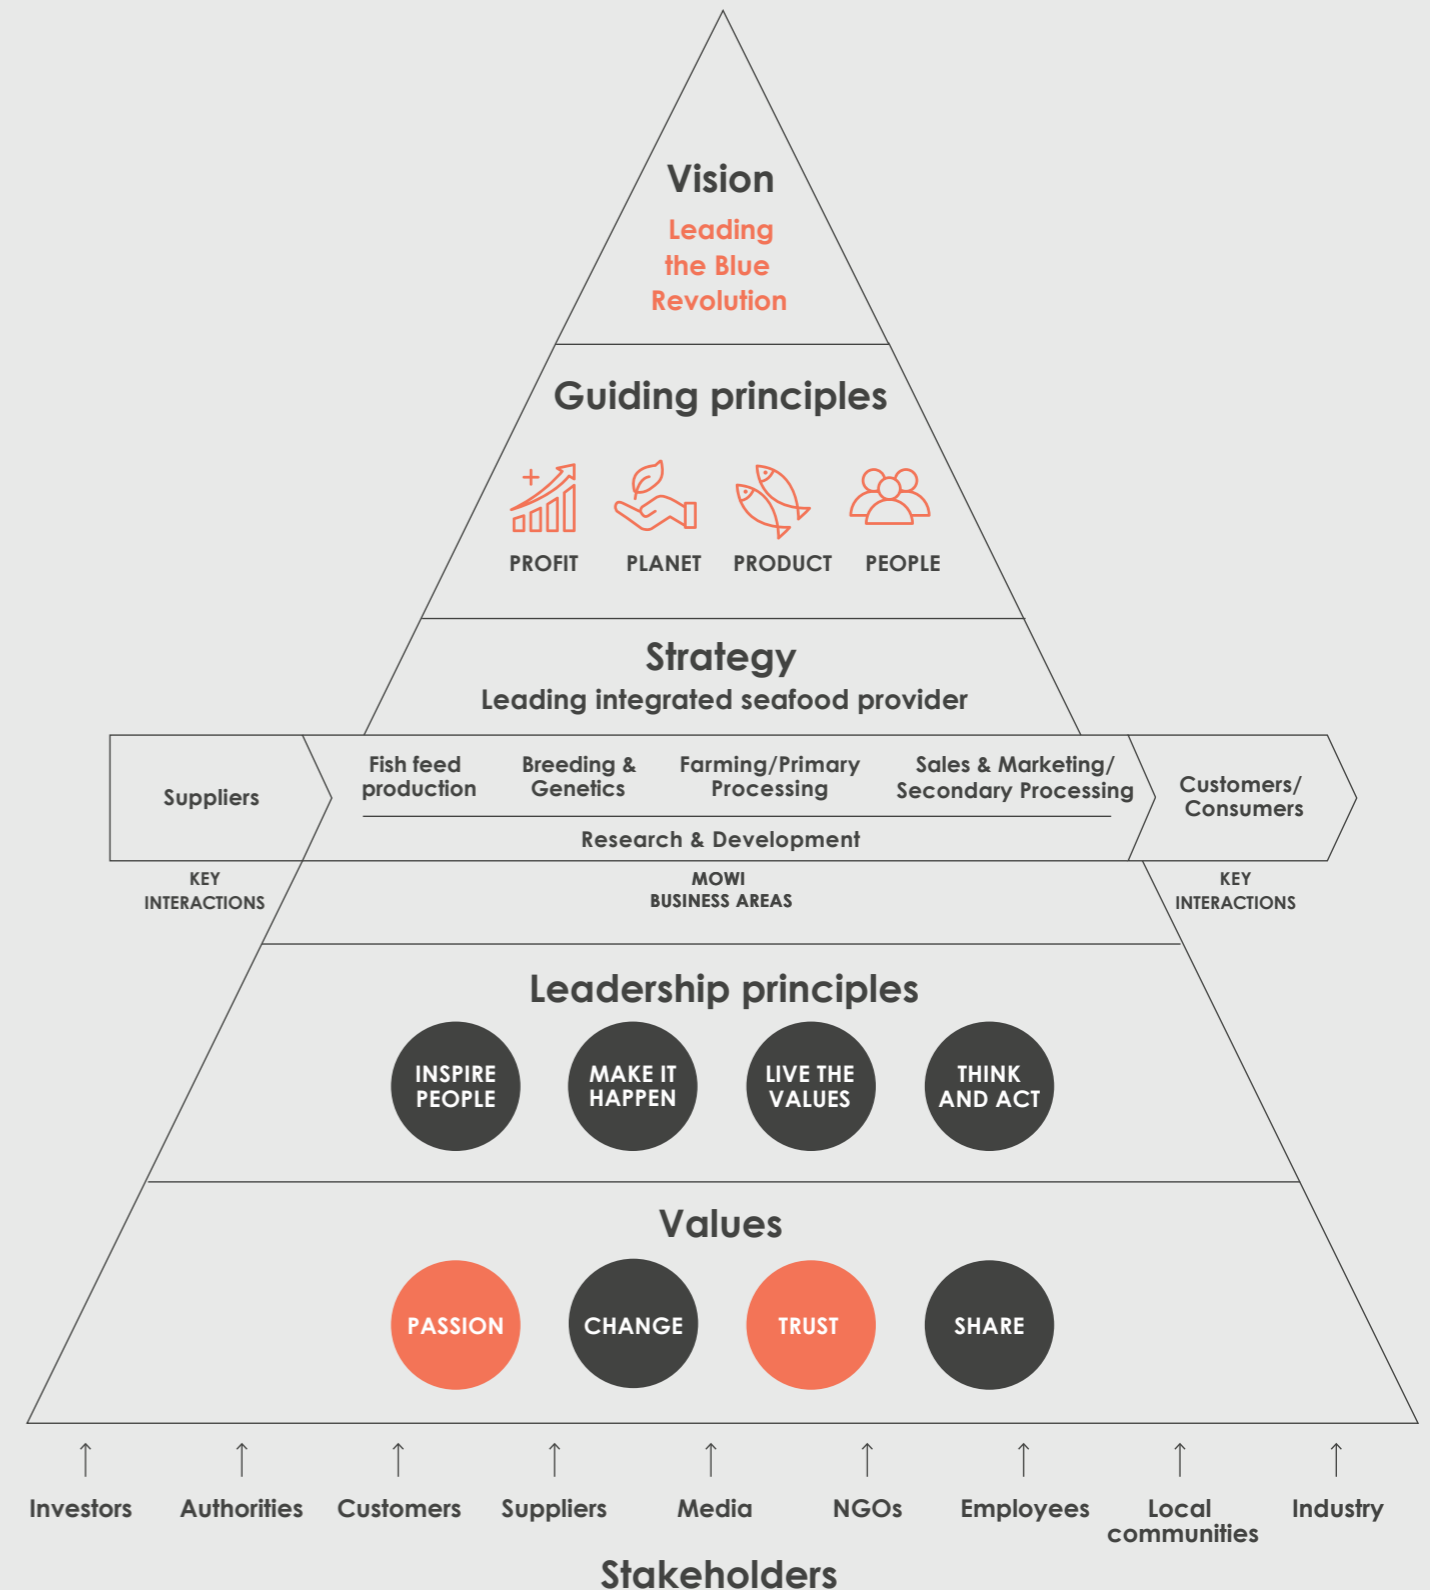 Vision
Leading
the Blue
Revolution
Guiding principles
PROFIT
PLANET
PRODUCT
PEOPLE
Strategy
Leading integrated seafood provider
Suppliers
Fish feed
production
Breeding &
Genetics
Farming/Primary
Processing
Sales & Marketing/
Secondary Processing
Research & Development
Customers/
Consumers
KEY
INTERACTIONS
MOWI
BUSINESS AREAS
KEY
INTERACTIONS
Leadership principles
INSPIRE
PEOPLE
MAKE IT
HAPPEN
LIVE THE
VALUES
THINK
AND ACT
Values
PASSION
CHANGE
TRUST
SHARE
Investors
Authorities
Customers
Suppliers
Media
NGOs
Employees
Local
communities
Industry
Stakeholders